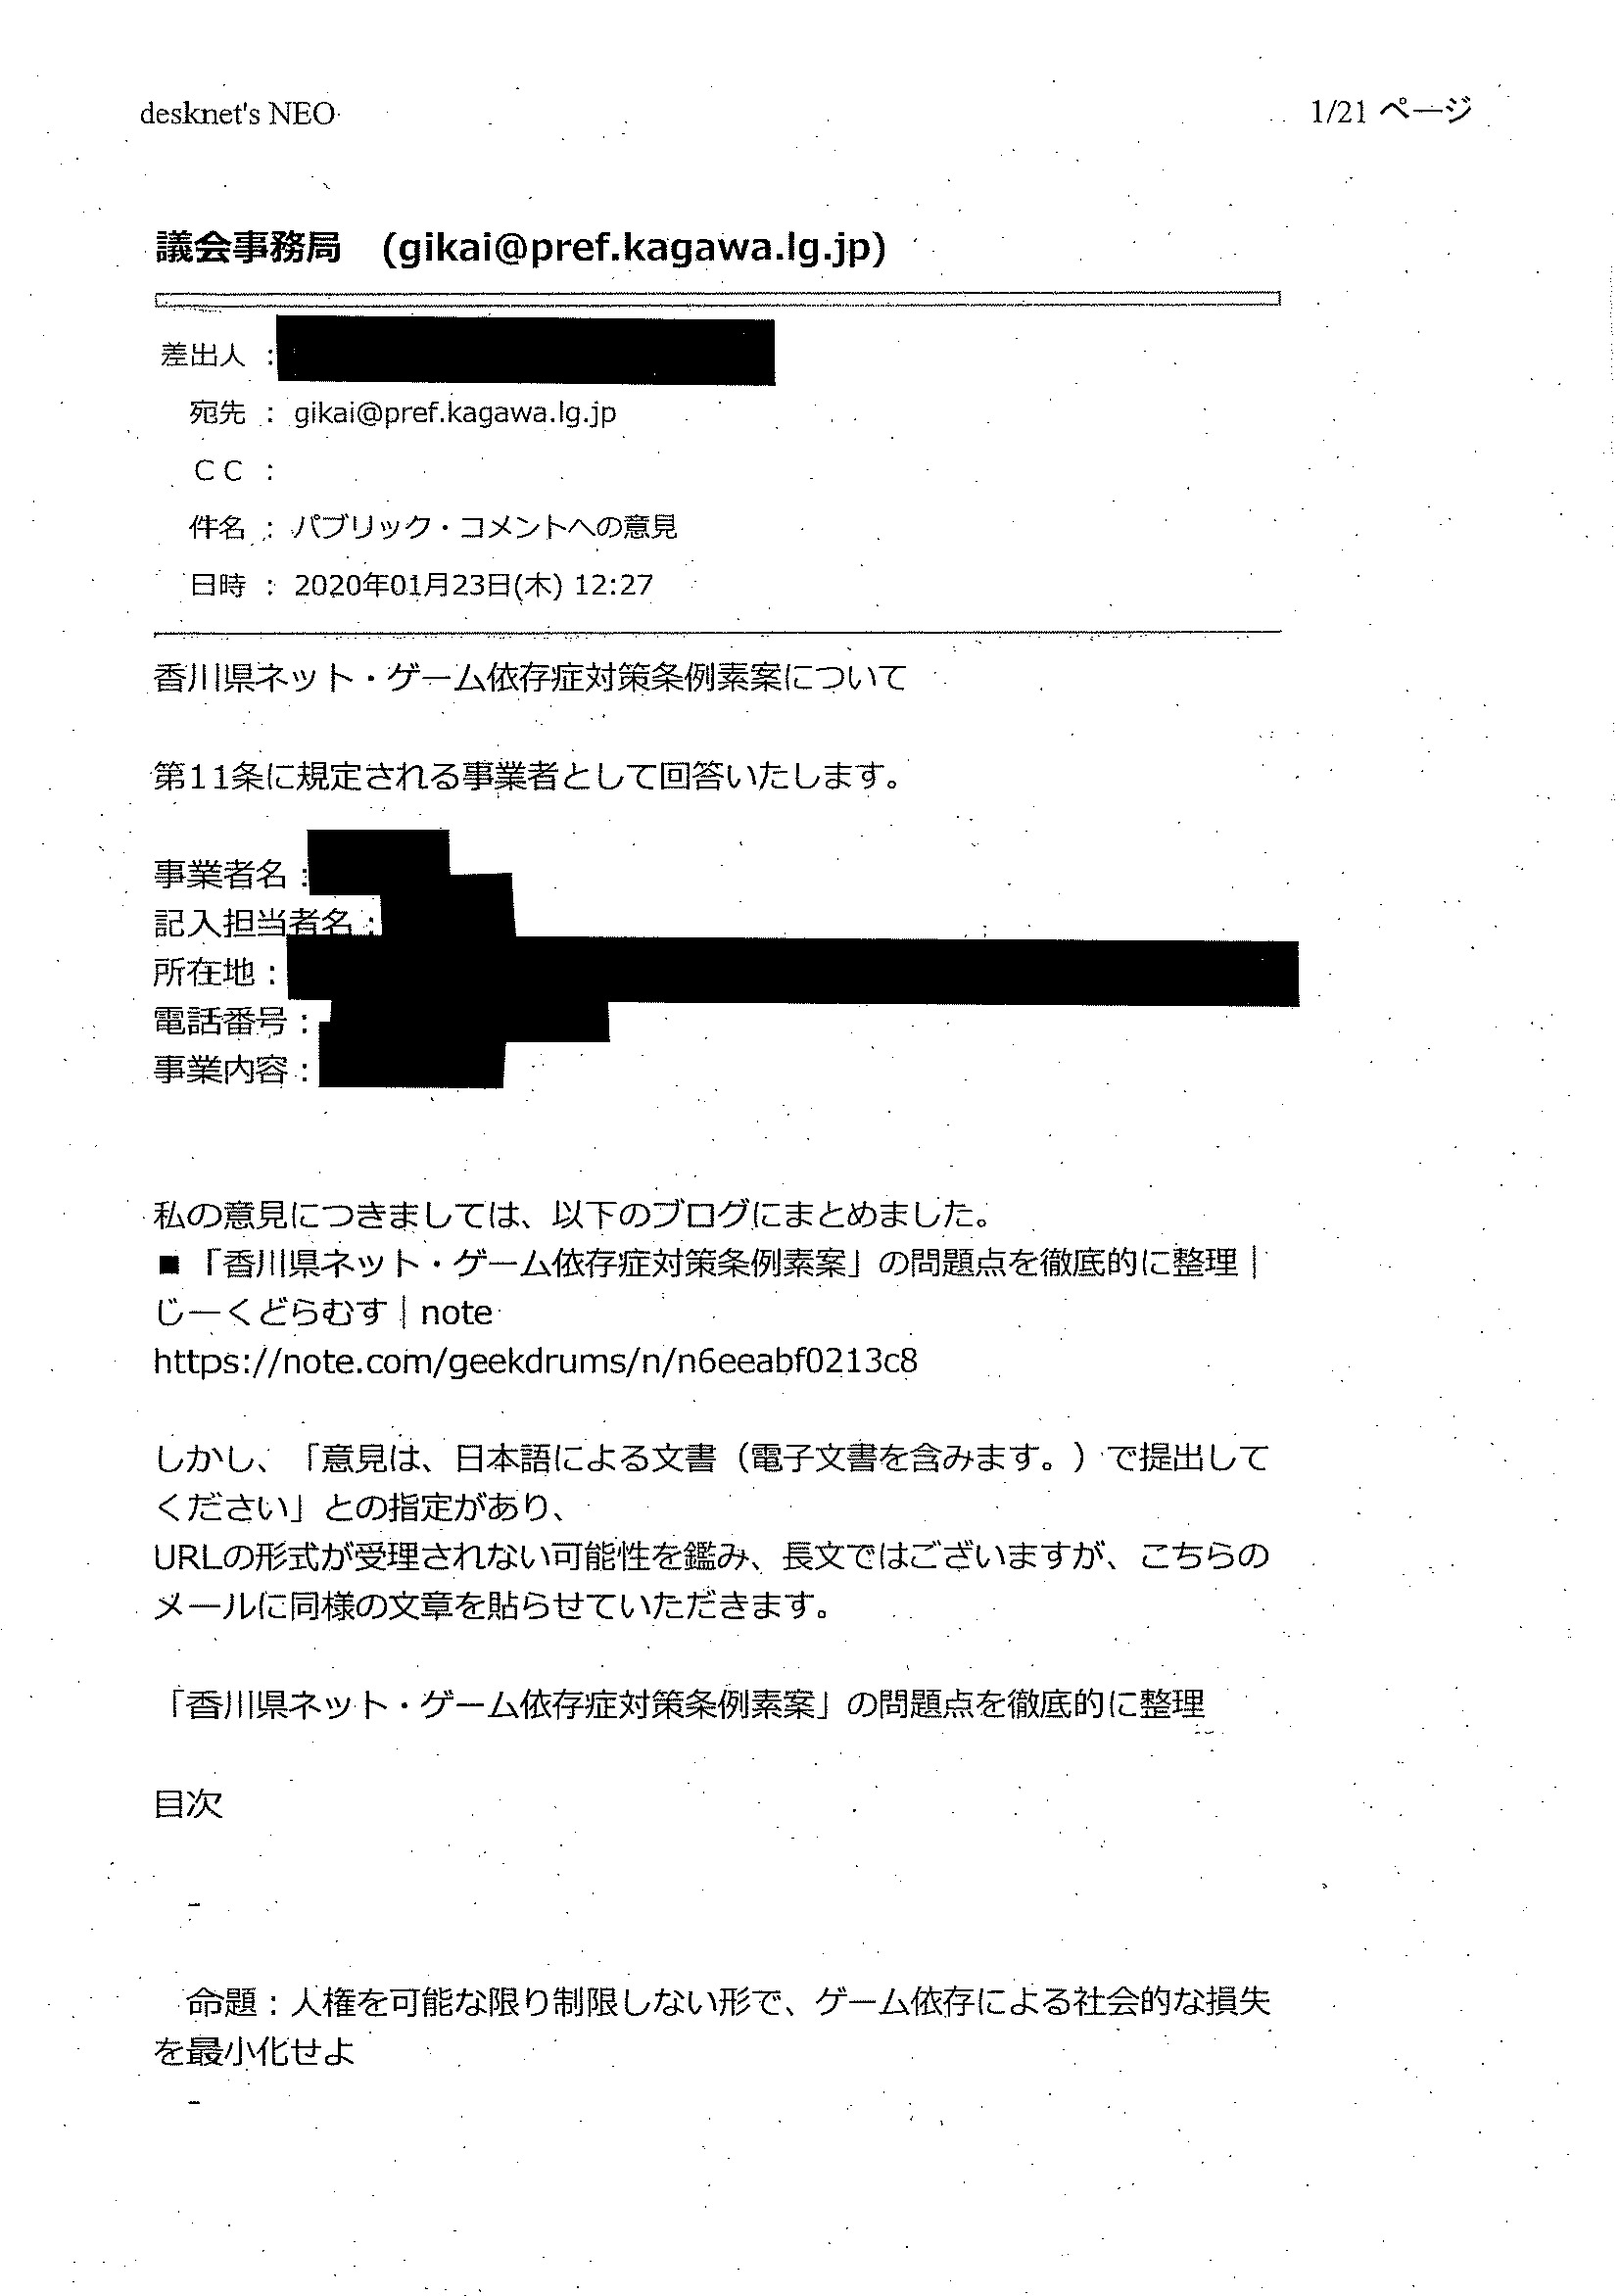 desknet's NEO
1/21 ページ
議会事務局　(gikai@pref.kagawa.lg.jp)
差出人 :
宛先 : gikai@pref.kagawa.lg.jp
ＣＣ :
件名 : パブリック・コメントへの意見
日時 : 2020年01月23日(木) 12:27
香川県ネット・ゲーム依存症対策条例素案について
第11条に規定される事業者として回答いたします。
事業者名：
記入担当者名：
所在地：
電話番号：
事業内容：
私の意見につきましては、以下のブログにまとめました。
■「香川県ネット・ゲーム依存症対策条例素案」の問題点を徹底的に整理｜
じーくどらむす｜note
https://note.com/geekdrums/n/n6eeabf0213c8
しかし、「意見は、日本語による文書（電子文書を含みます。）で提出して
ください」との指定があり、
URLの形式が受理されない可能性を鑑み、長文ではございますが、こちらの
メールに同様の文章を貼らせていただきます。
「香川県ネット・ゲーム依存症対策条例素案」の問題点を徹底的に整理
目次
-
命題：人権を可能な限り制限しない形で、ゲーム依存による社会的な損失
を最小化せよ
-